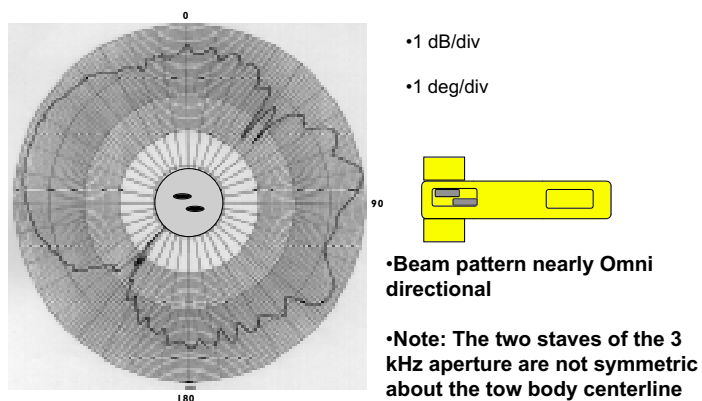 0
•1 dB/div
•1 deg/div
90
•Beam pattern nearly Omni
directional
•Note: The two staves of the 3
kHz aperture are not symmetric
about the tow body centerline
180